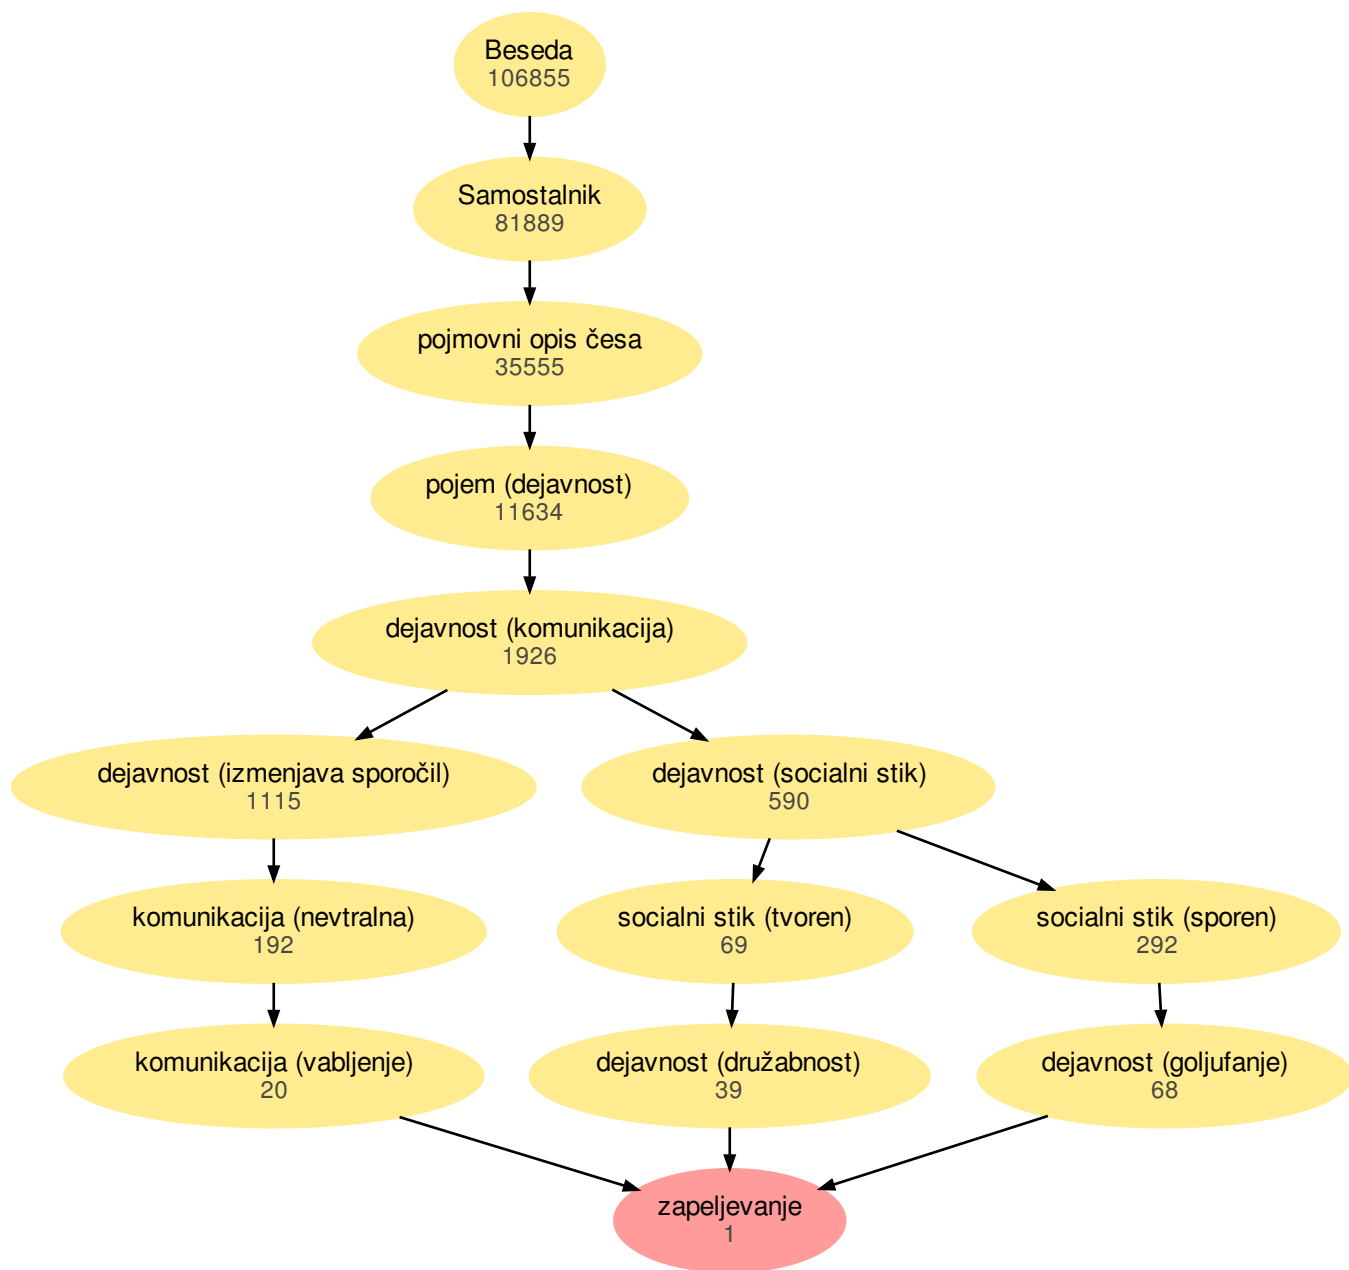 Beseda
106855
Samostalnik
81889
pojmovni opis česa
35555
pojem (dejavnost)
11634
dejavnost (komunikacija)
1926
dejavnost (izmenjava sporočil)
1115
dejavnost (socialni stik)
590
komunikacija (nevtralna)
192
socialni stik (tvoren)
69
socialni stik (sporen)
292
komunikacija (vabljenje)
20
dejavnost (družabnost)
39
dejavnost (goljufanje)
68
zapeljevanje
1